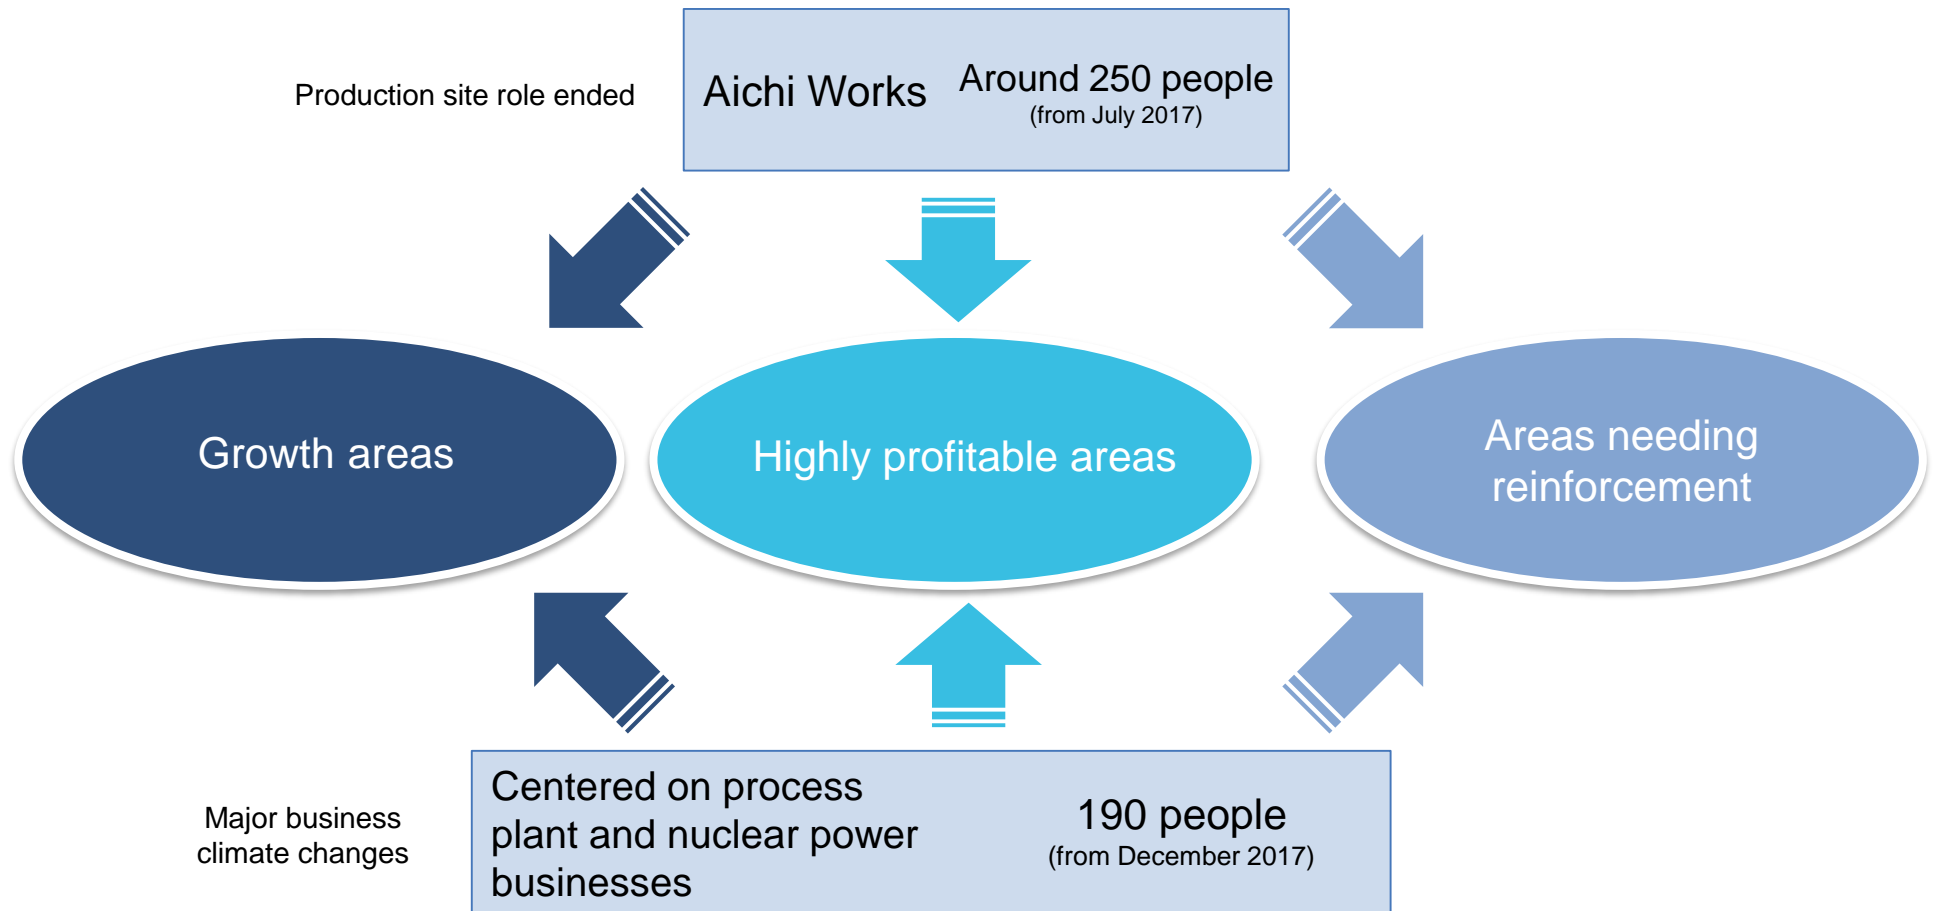 Production site role ended
Aichi Works
Around 250 people
(from July 2017)
Growth areas
Highly profitable areas
Areas needing
reinforcement
Major business
climate changes
Centered on process
plant and nuclear power
businesses
190 people
(from December 2017)